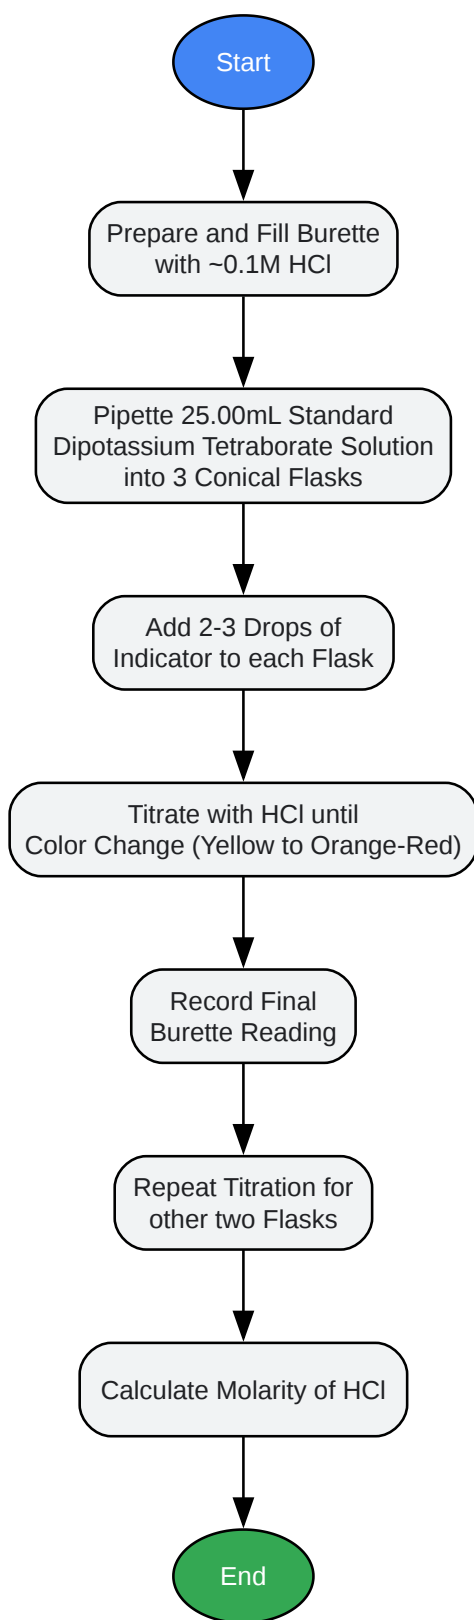 Start
Prepare and Fill Burette
with ~0.1M HCl
Pipette 25.00mL Standard
Dipotassium Tetraborate Solution
into 3 Conical Flasks
Add 2-3 Drops of
Indicator to each Flask
Titrate with HCl until
Color Change (Yellow to Orange-Red)
Record Final
Burette Reading
Repeat Titration for
other two Flasks
Calculate Molarity of HCl
End